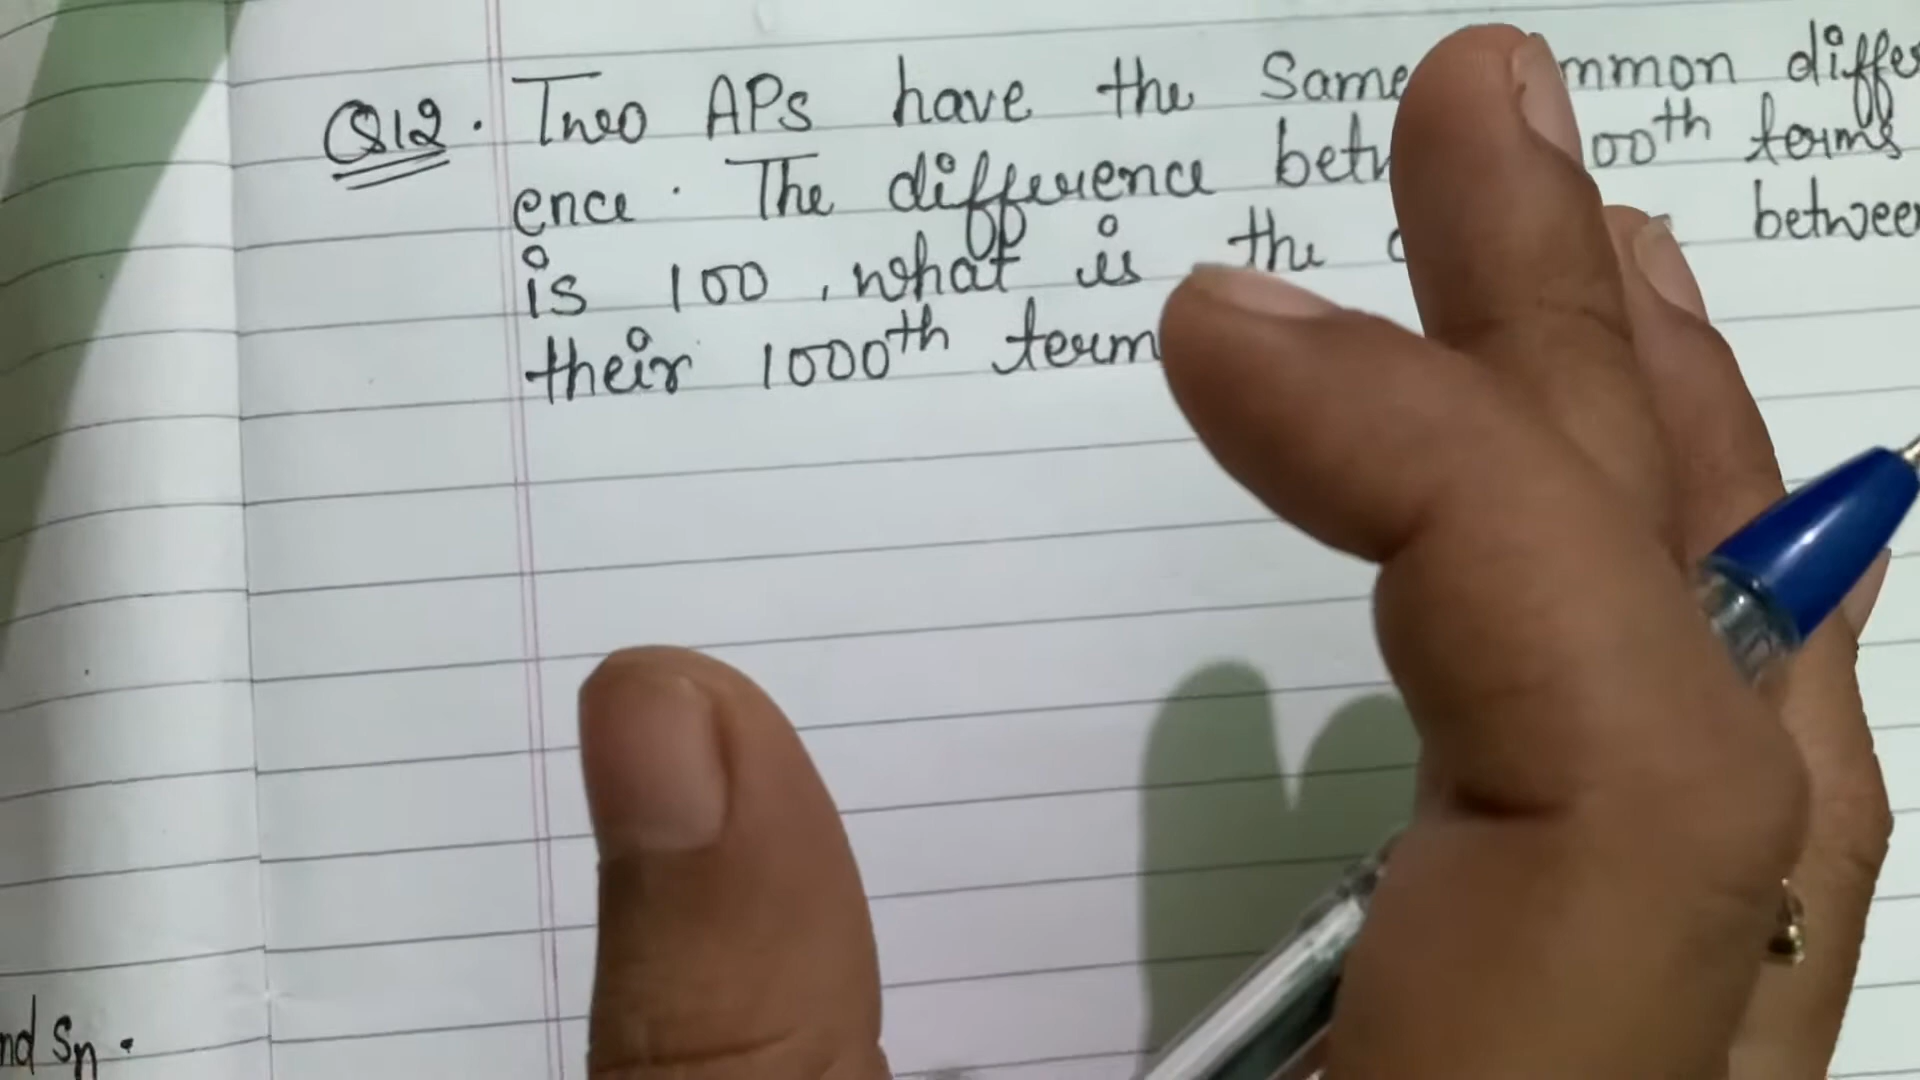 Q12. Two APs have the Same mmon differ
ence. The difference betw 00th terms
is 100, what is the between
their 1000th term
nd Sn.